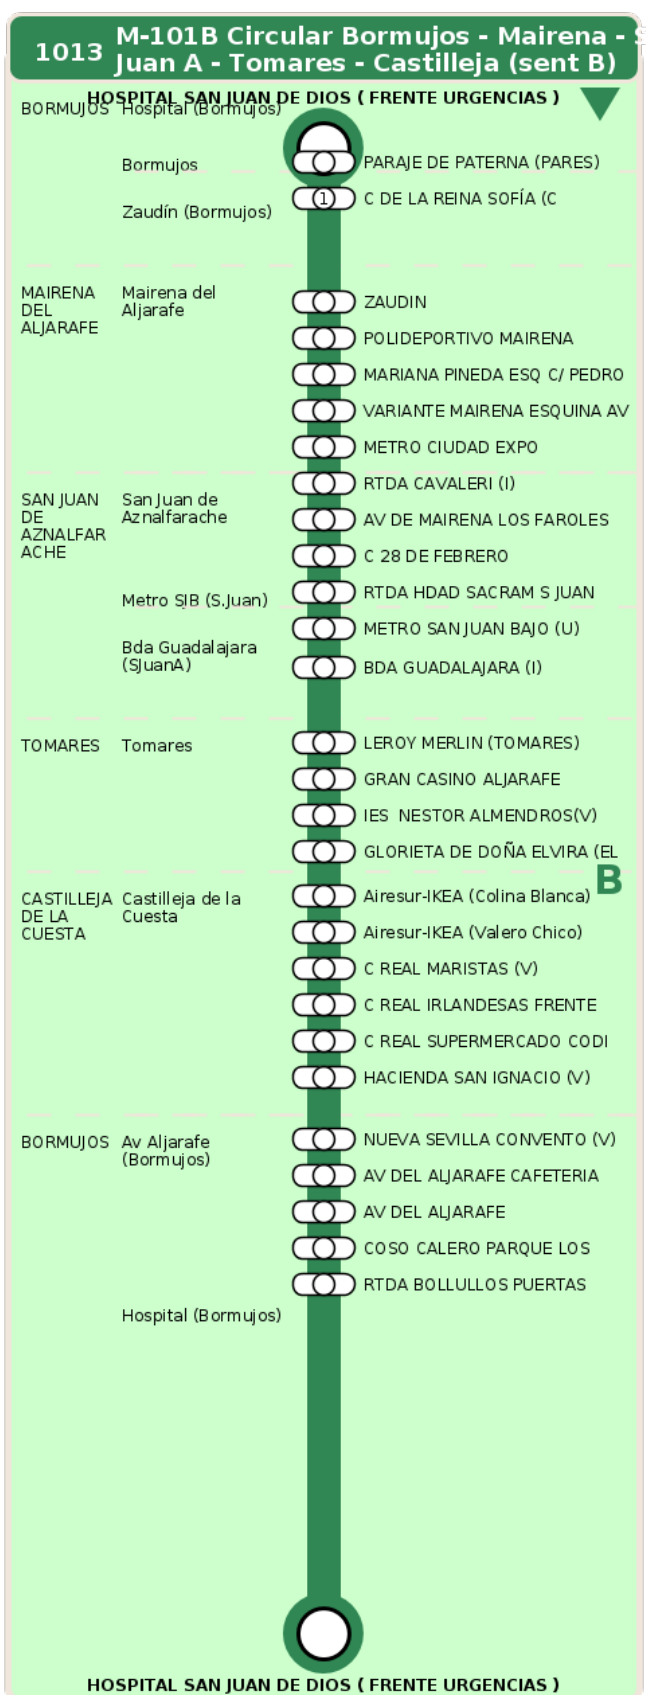 1013
M-101B Circular Bormujos - Mairena - S
Juan A - Tomares - Castilleja (sent B)
HOSPITAL SAN JUAN DE DIOS ( FRENTE URGENCIAS )
BORMUJOS Hospital (Bormujos)
Bormujos PARAJE DE PATERNA (PARES)
1 C DE LA REINA SOFÍA (C
Zaudín (Bormujos)
MAIRENA DEL ALJARAFE
Mairena del Aljarafe
ZAUDIN
POLIDEPORTIVO MAIRENA
MARIANA PINEDA ESQ C/ PEDRO
VARIANTE MAIRENA ESQUINA AV
METRO CIUDAD EXPO
RTDA CAVALERI (I)
SAN JUAN DE AZNALFAR ACHE
San Juan de Aznalfarache
AV DE MAIRENA LOS FAROLES
C 28 DE FEBRERO
RTDA HDAD SACRAM S JUAN
Metro SJB (S.Juan)
METRO SAN JUAN BAJO (U)
Bda Guadalajara (SJuanA)
BDA GUADALAJARA (I)
TOMARES Tomares
LEROY MERLIN (TOMARES)
GRAN CASINO ALJARAFE
IES NESTOR ALMENDROS(V)
GLORIETA DE DOÑA ELVIRA (EL
B
CASTILLEJA DE LA CUESTA
Castilleja de la Cuesta
Airesur-IKEA (Colina Blanca)
Airesur-IKEA (Valero Chico)
C REAL MARISTAS (V)
C REAL IRLANDESAS FRENTE
C REAL SUPERMERCADO CODI
HACIENDA SAN IGNACIO (V)
BORMUJOS
Av Aljarafe (Bormujos)
NUEVA SEVILLA CONVENTO (V)
AV DEL ALJARAFE CAFETERIA
AV DEL ALJARAFE
COSO CALERO PARQUE LOS
RTDA BOLLULLOS PUERTAS
Hospital (Bormujos)
HOSPITAL SAN JUAN DE DIOS ( FRENTE URGENCIAS )